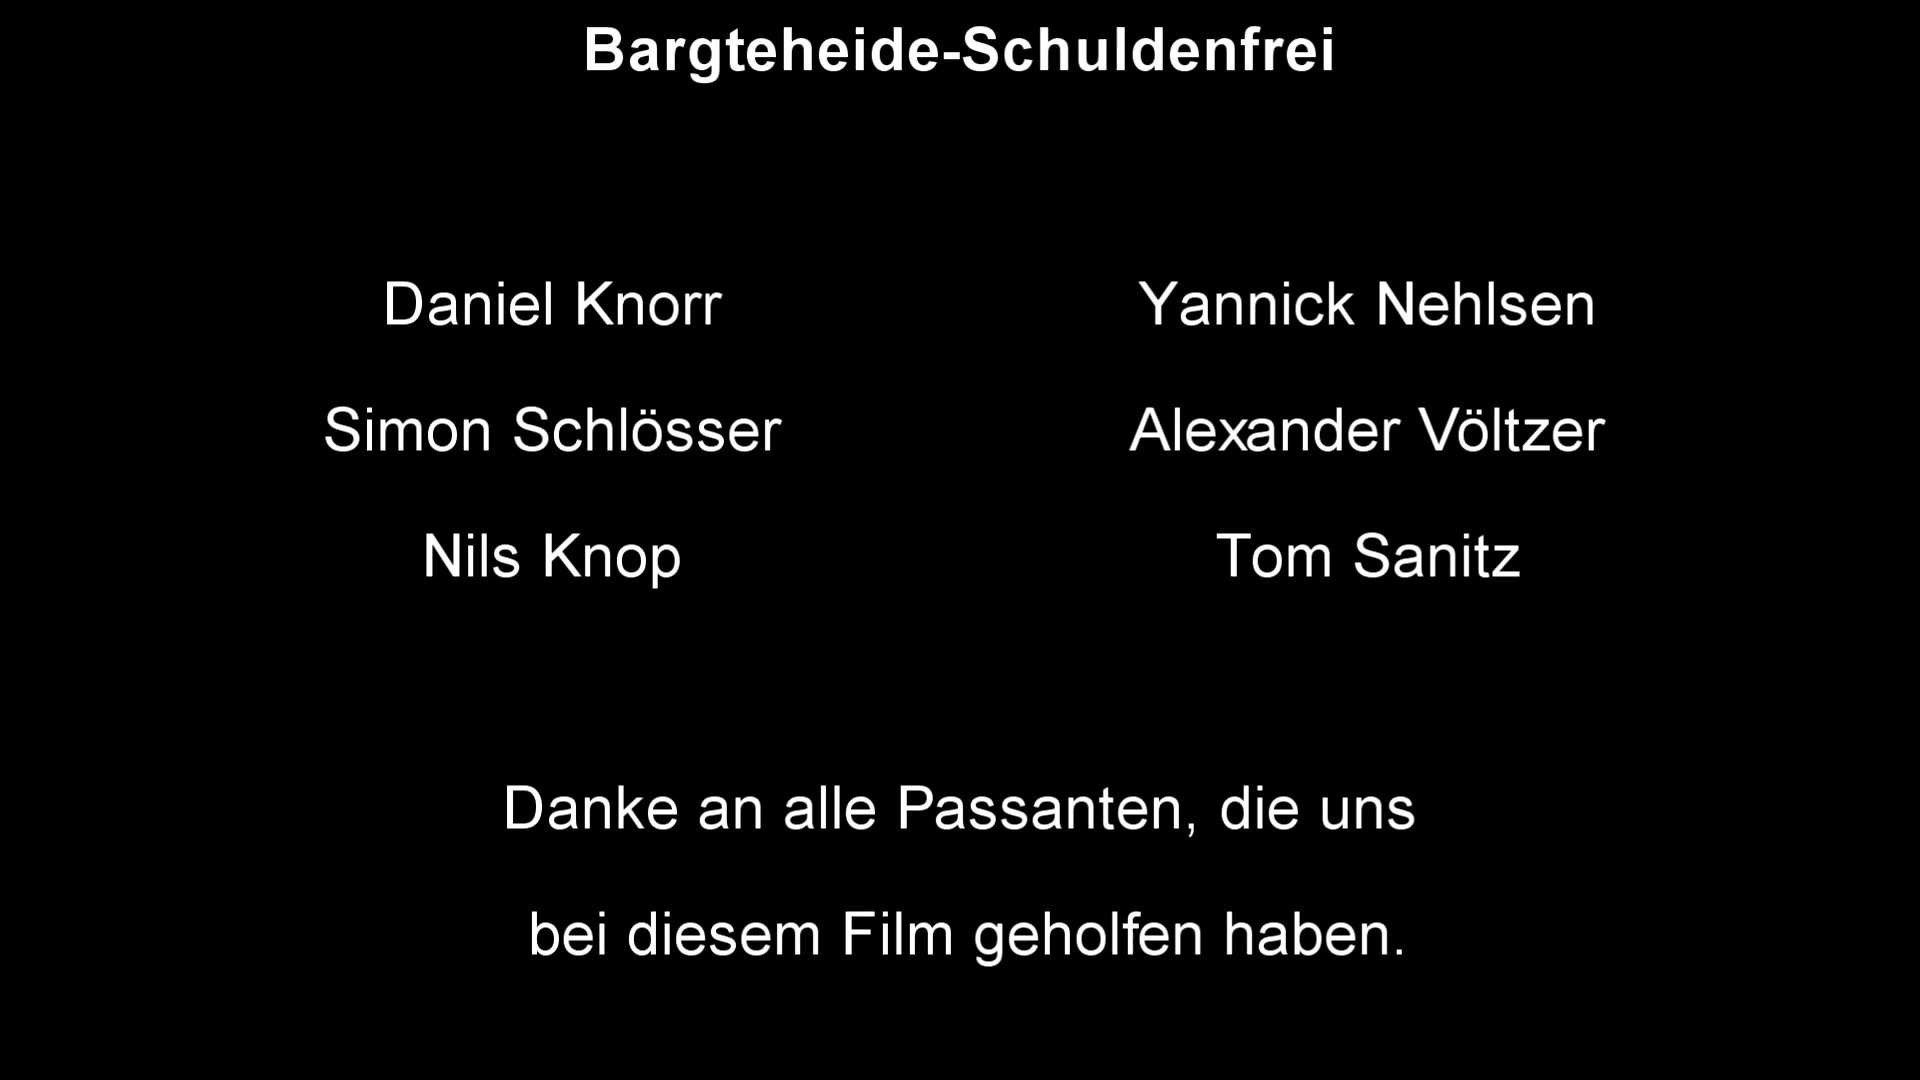 Bargteheide-Schuldenfrei
Daniel Knorr Yannick Nehlsen
Simon Schlösser Alexander Völtzer
Nils Knop Tom Sanitz
Danke an alle Passanten, die uns
bei diesem Film geholfen haben.